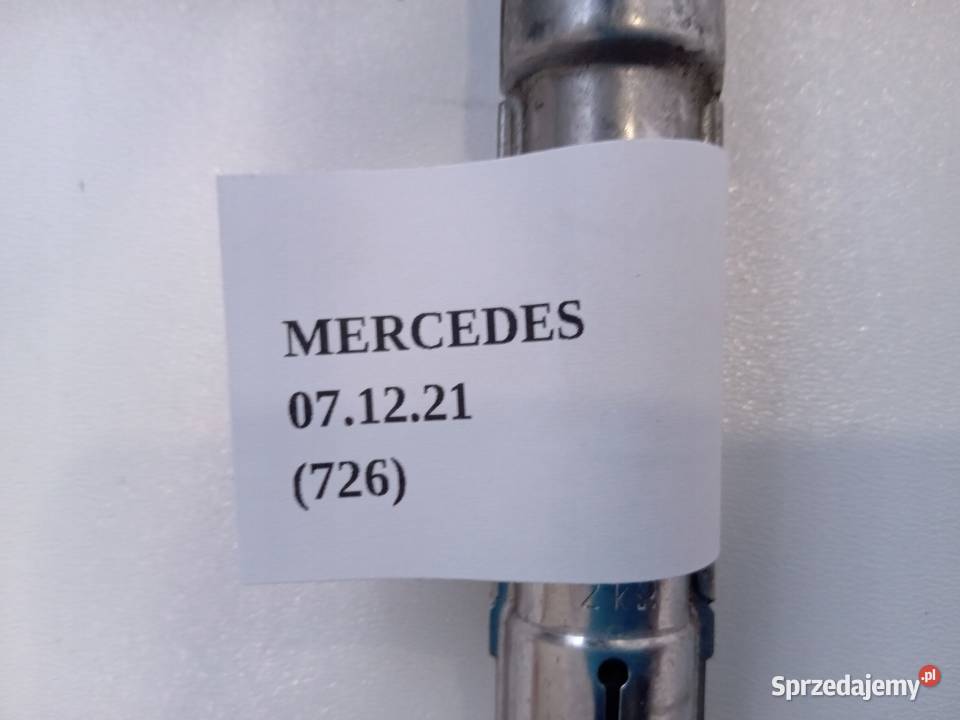 MERCEDES
07.12.21
(726)
Sprzedajemy.pl